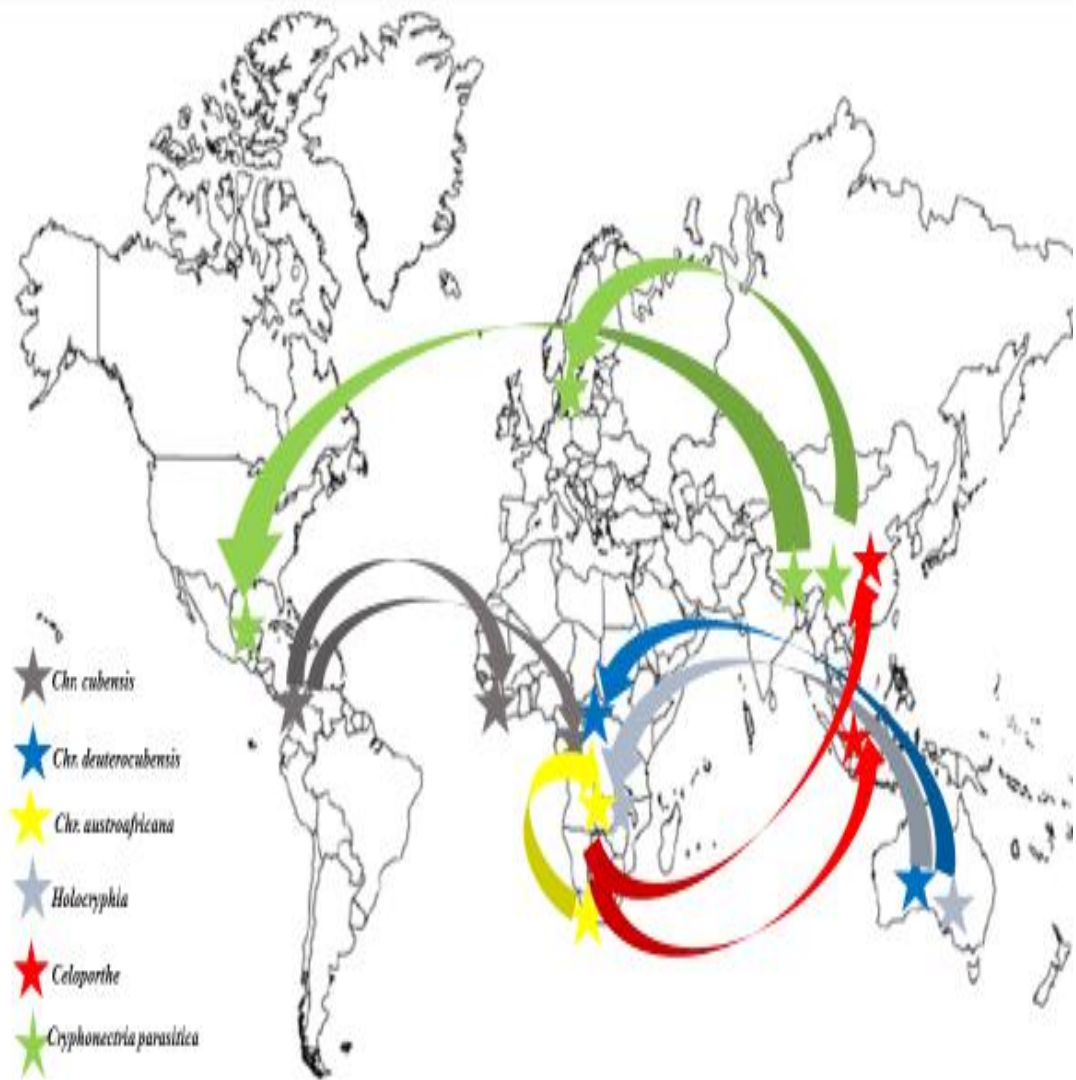 Chr. cubensis
Chr. deuterocubensis
Chr. austroafricana
Holocryphia
Celoporthe
Cryphonectria parasitica